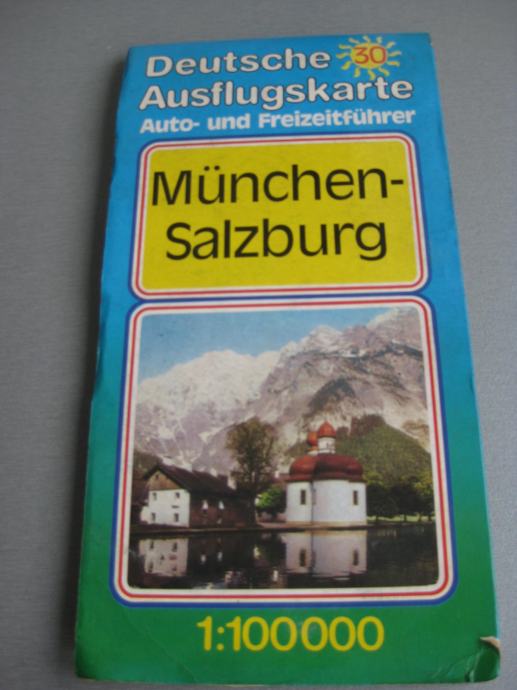 Deutsche 30
Ausflugskarte
Auto- und Freizeitführer
München-
Salzburg
1:100000